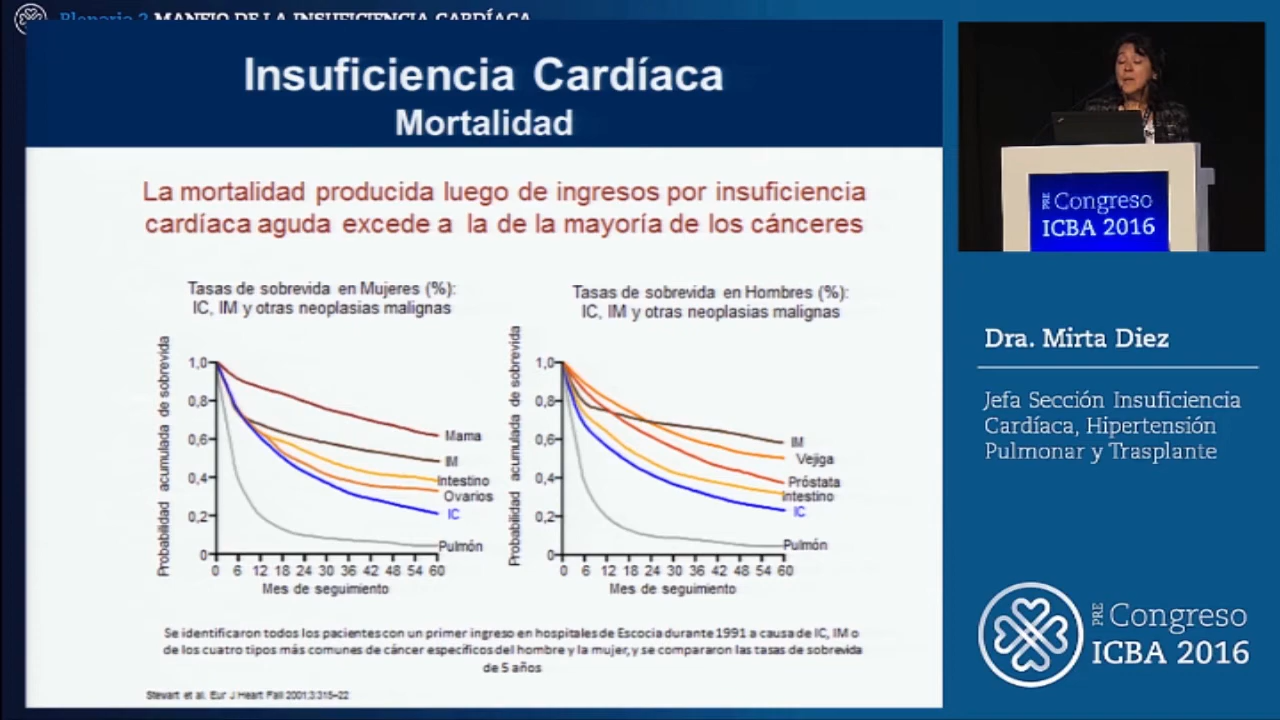 Plenaria 2 MANEJO DE LA INSUFICIENCIA CARDÍACA
Insuficiencia Cardíaca
Mortalidad
La mortalidad producida luego de ingresos por insuficiencia
cardíaca aguda excede a la de la mayoría de los cánceres
Tasas de sobrevida en Mujeres (%):
IC, IM y otras neoplasias malignas
Probabilidad acumulada de sobrevida
1,0
0,8
0,6
0,4
0,2
0
Mama
IM
Intestino
Ovarios
IC
Pulmón
0 6 12 18 24 30 36 42 48 54 60
Mes de seguimiento
Tasas de sobrevida en Hombres (%):
IC, IM y otras neoplasias malignas
Probabilidad acumulada de sobrevida
1,0
0,8
0,6
0,4
0,2
0
IM
Vejiga
Próstata
Intestino
IC
Pulmón
0 6 12 18 24 30 36 42 48 54 60
Mes de seguimiento
Se identificaron todos los pacientes con un primer ingreso en hospitales de Escocia durante 1991 a causa de IC, IM o
de los cuatro tipos más comunes de cáncer específicos del hombre y la mujer, y se compararon las tasas de sobrevida
de 5 años
Stewart et al. Eur J Heart Fail 2001;3:315–22
PRE Congreso
ICBA 2016
Dra. Mirta Diez
Jefa Sección Insuficiencia
Cardíaca, Hipertensión
Pulmonar y Trasplante
PRE Congreso
ICBA 2016